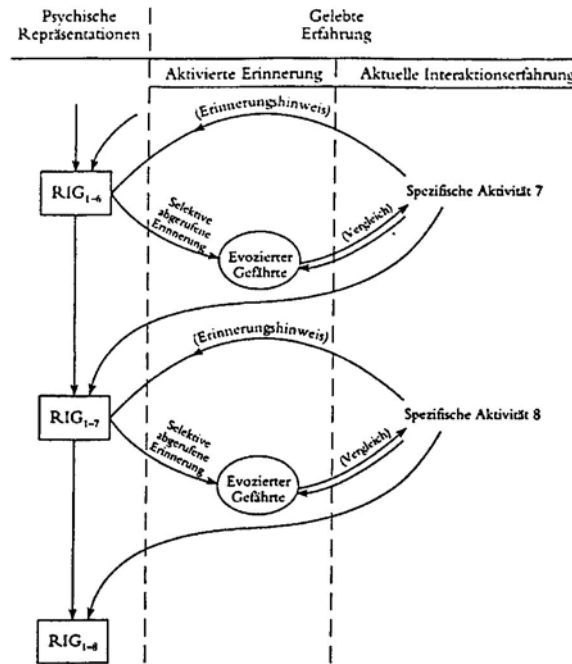 Psychische
Repräsentationen
Gelebte
Erfahrung
Aktivierte Erinnerung
Aktuelle Interaktionserfahrung
(Erinnerungshinweis)
RIG₁₋₆
Spezifische Aktivität 7
Selektive
abgerufene
Erinnerung
Evozierter
Gefährte
(Vergleich)
(Erinnerungshinweis)
RIG₁₋₇
Spezifische Aktivität 8
Selektive
abgerufene
Erinnerung
Evozierter
Gefährte
(Vergleich)
RIG₁₋₈